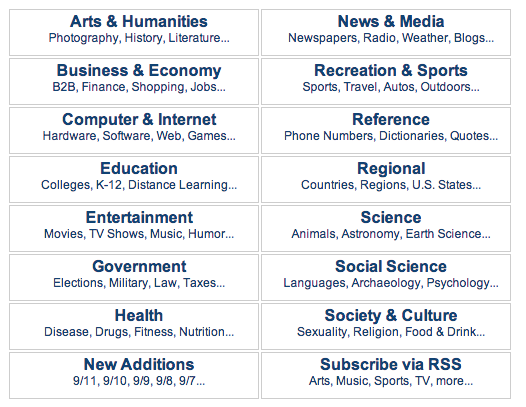 Arts & Humanities
Photography, History, Literature...
News & Media
Newspapers, Radio, Weather, Blogs...
Business & Economy
B2B, Finance, Shopping, Jobs...
Recreation & Sports
Sports, Travel, Autos, Outdoors...
Computer & Internet
Hardware, Software, Web, Games...
Reference
Phone Numbers, Dictionaries, Quotes...
Education
Colleges, K-12, Distance Learning...
Regional
Countries, Regions, U.S. States...
Entertainment
Movies, TV Shows, Music, Humor...
Science
Animals, Astronomy, Earth Science...
Government
Elections, Military, Law, Taxes...
Social Science
Languages, Archaeology, Psychology...
Health
Disease, Drugs, Fitness, Nutrition...
Society & Culture
Sexuality, Religion, Food & Drink...
New Additions
9/11, 9/10, 9/9, 9/8, 9/7...
Subscribe via RSS
Arts, Music, Sports, TV, more...